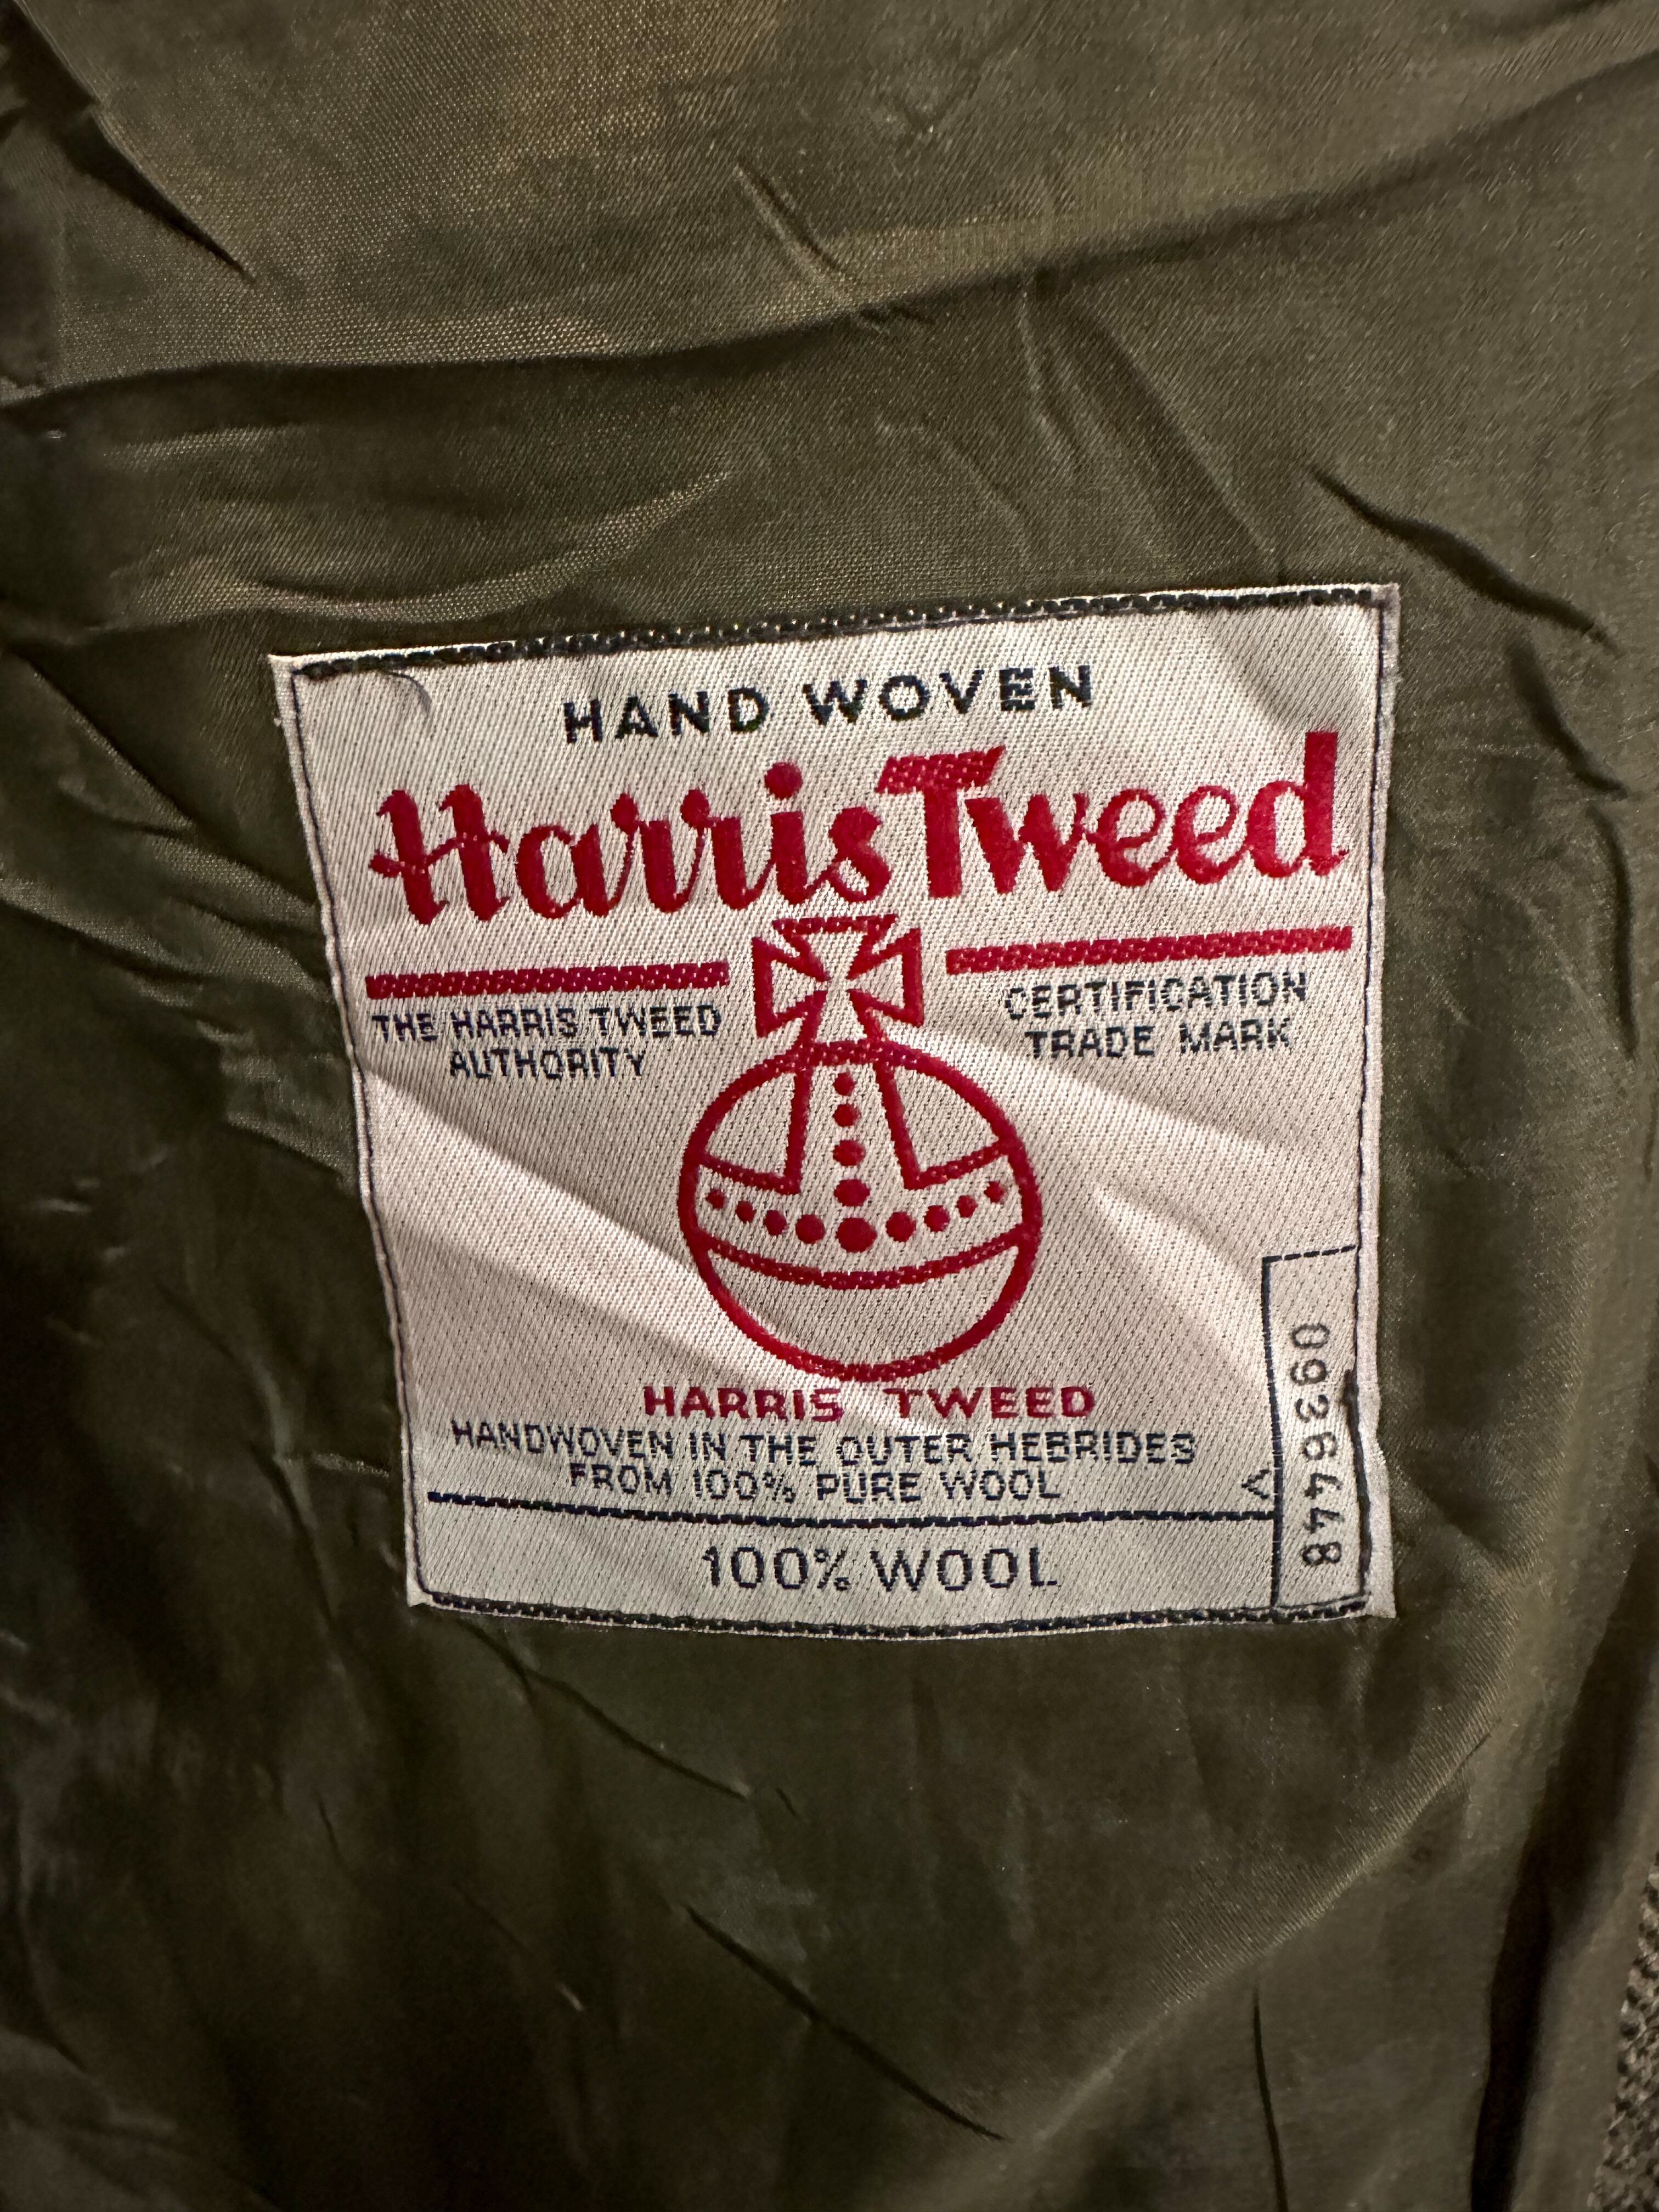 HAND WOVEN
Harris Tweed
THE HARRIS TWEED
AUTHORITY
CERTIFICATION
TRADE MARK
HARRIS TWEED
HANDWOVEN IN THE OUTER HEBRIDES
FROM 100% PURE WOOL
V
100% WOOL
0936448